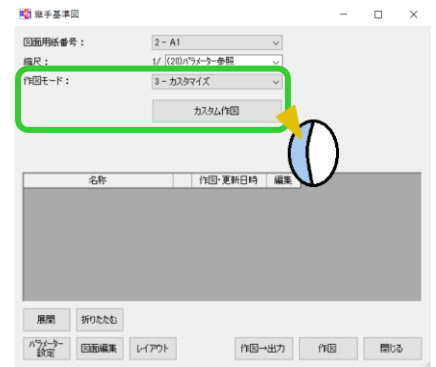 継手基準図
図面用紙番号： 2 - A1
縮尺： 1/ (20)パラメーター参照
作図モード： 3 - カスタマイズ
カスタム作図
名称 作図・更新日時 編集
展開 折りたたむ
パラメーター
設定 図面編集 レイアウト 作図→出力 作図 閉じる